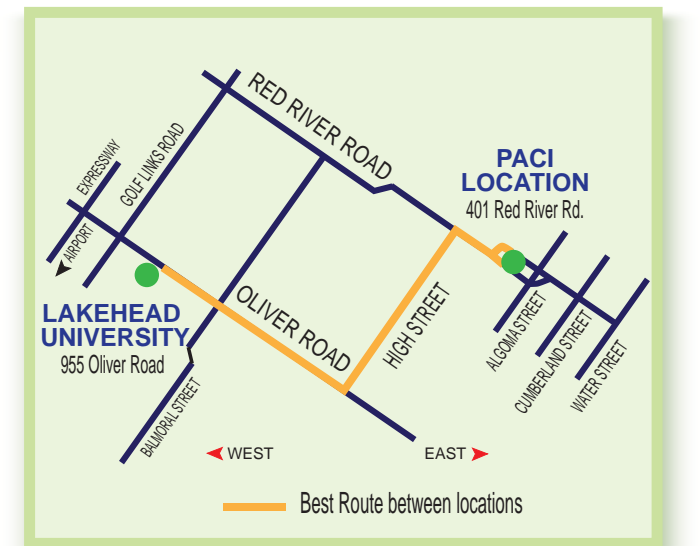 RED RIVER ROAD
GOLF LINKS ROAD
EXPRESSWAY
AIRPORT
PACI
LOCATION
401 Red River Rd.
LAKEHEAD
UNIVERSITY
955 Oliver Road
OLIVER ROAD
HIGH STREET
ALGOMA STREET
CUMBERLAND STREET
WATER STREET
BALMORAL STREET
WEST
EAST
Best Route between locations